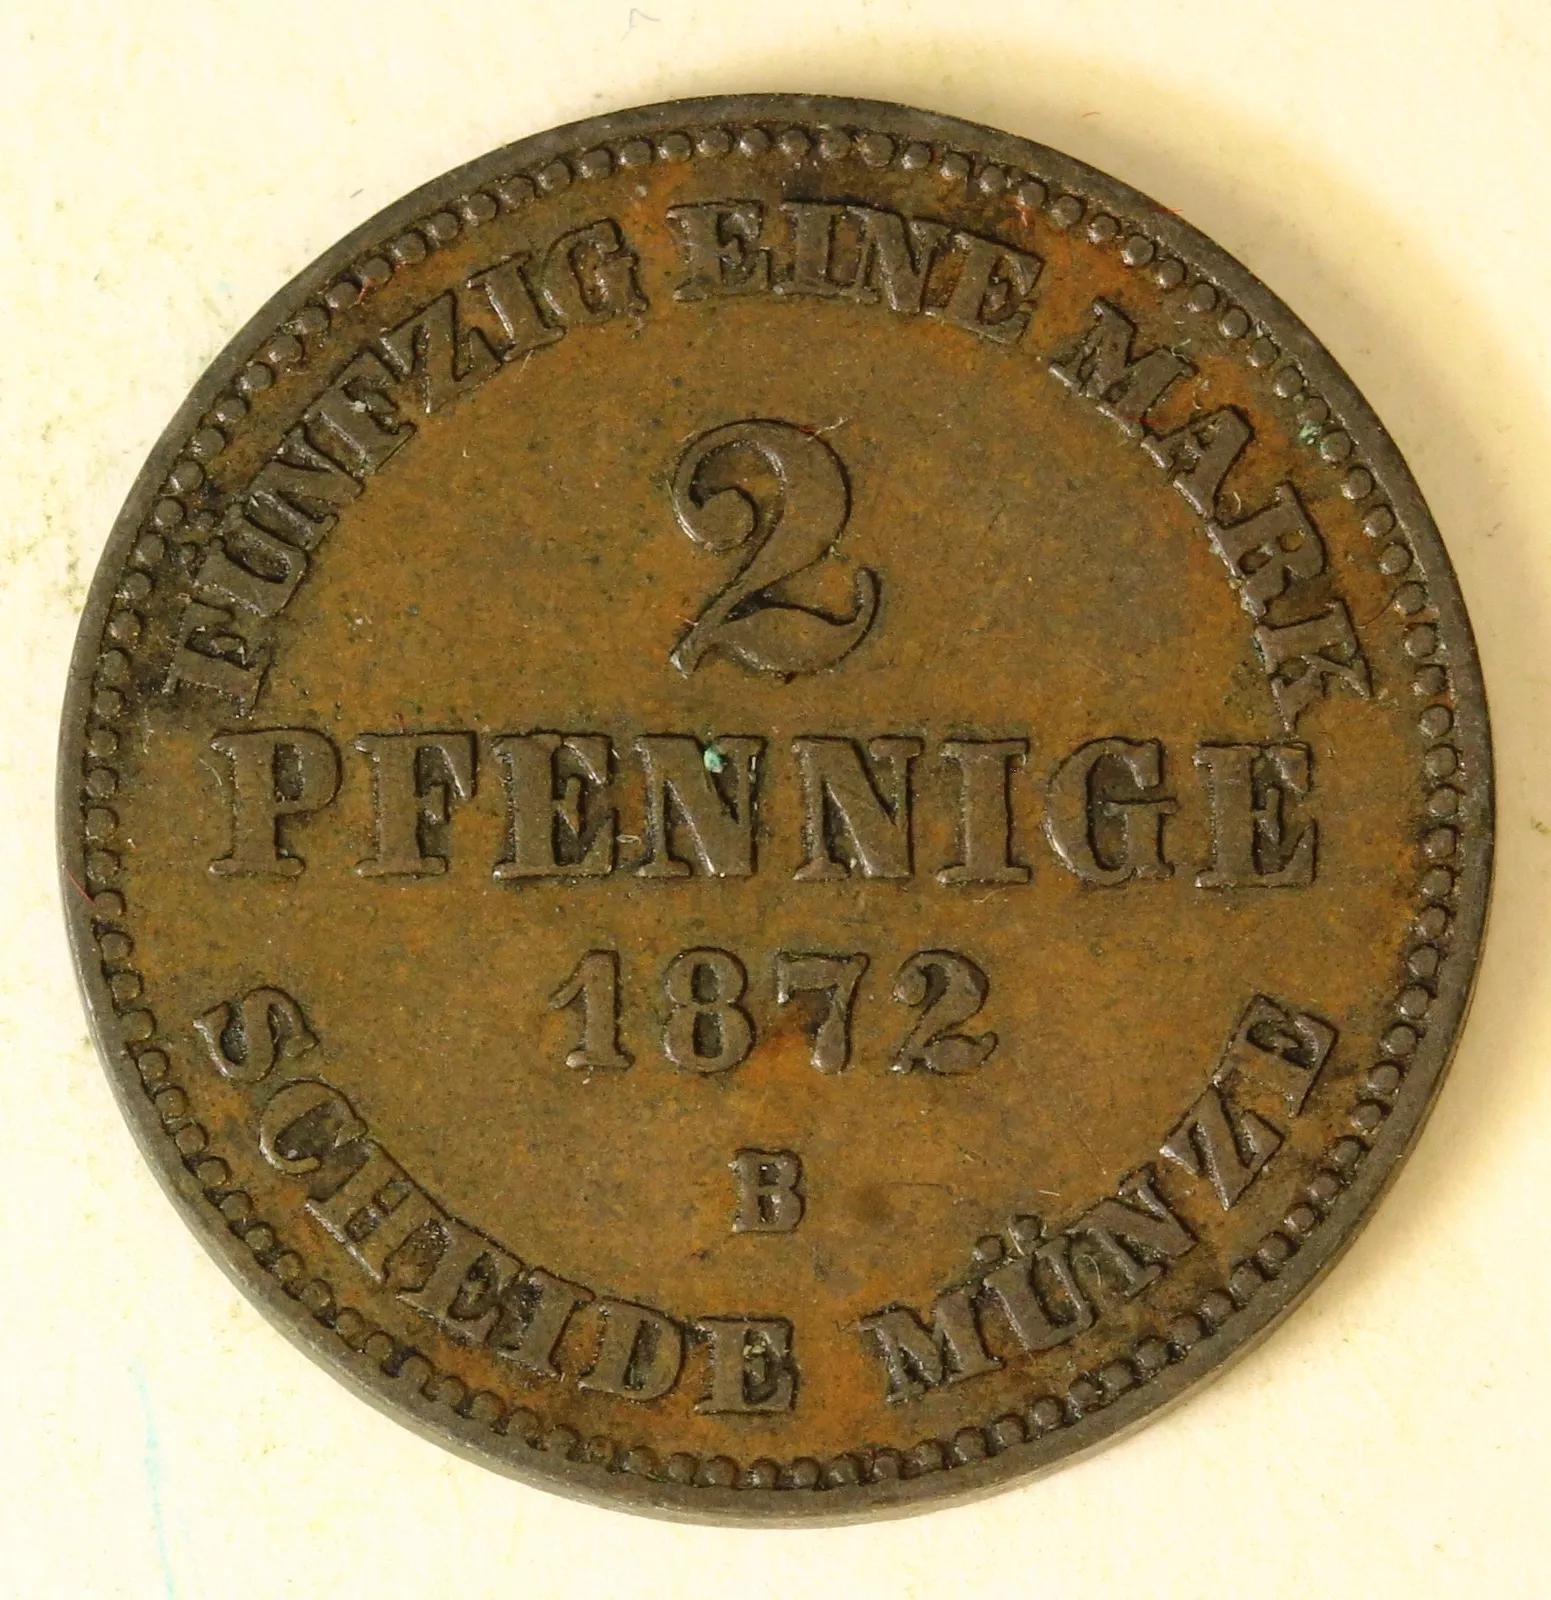 FÜNFZIG EINE MARK
2
PFENNIGE
1872
B
SCHEIDE MÜNZE